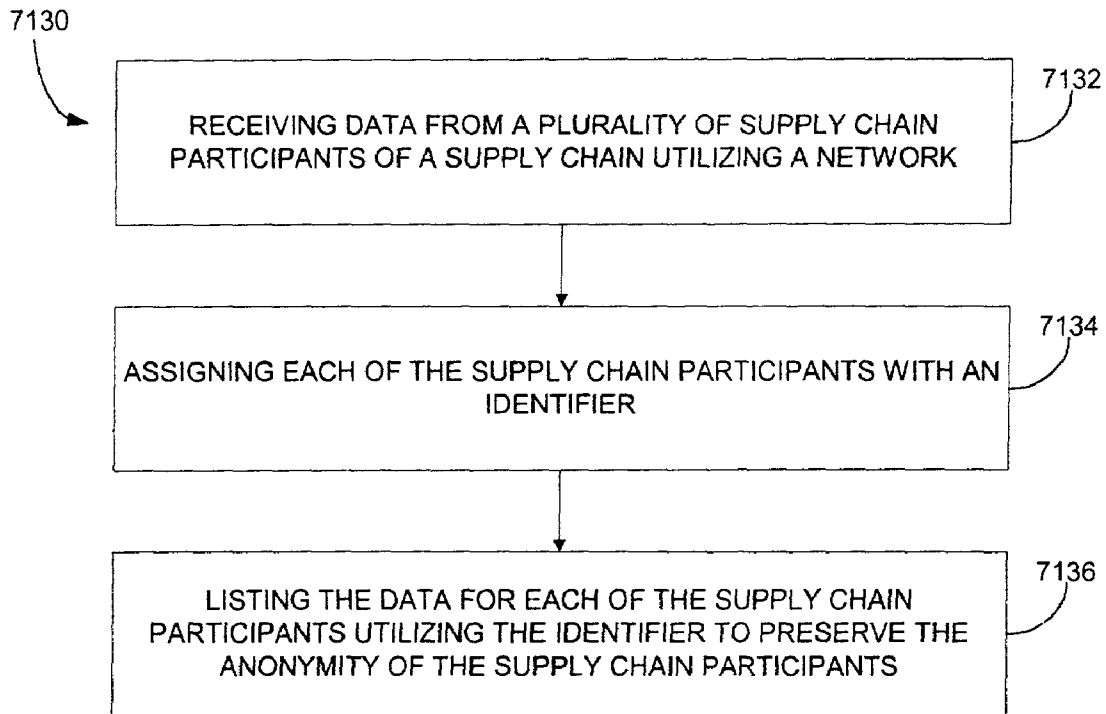 7130
7132
RECEIVING DATA FROM A PLURALITY OF SUPPLY CHAIN
PARTICIPANTS OF A SUPPLY CHAIN UTILIZING A NETWORK
7134
ASSIGNING EACH OF THE SUPPLY CHAIN PARTICIPANTS WITH AN
IDENTIFIER
7136
LISTING THE DATA FOR EACH OF THE SUPPLY CHAIN
PARTICIPANTS UTILIZING THE IDENTIFIER TO PRESERVE THE
ANONYMITY OF THE SUPPLY CHAIN PARTICIPANTS